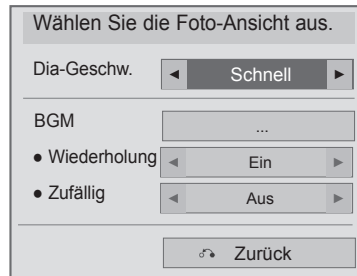 Wählen Sie die Foto-Ansicht aus.
Dia-Geschw. ◄ Schnell ►
BGM ...
● Wiederholung ◄ Ein ►
● Zufällig ◄ Aus ►
Zurück